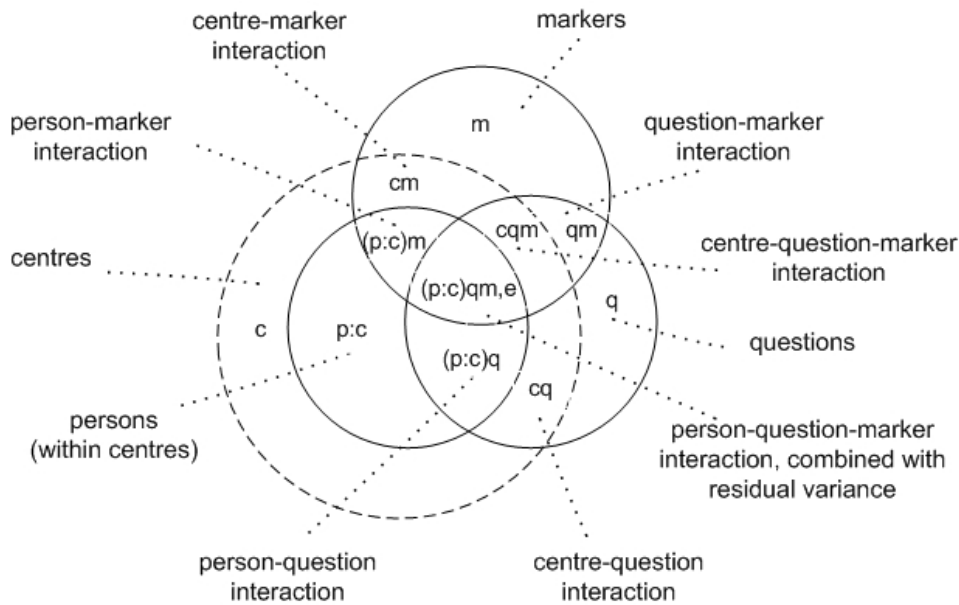 centre-marker
interaction
markers
person-marker
interaction
m
question-marker
interaction
cm
(p:c)m
cqm
qm
centre-question-marker
interaction
centres
(p:c)qm,e
q
c
p:c
questions
(p:c)q
cq
persons
(within centres)
person-question-marker
interaction, combined with
residual variance
person-question
interaction
centre-question
interaction